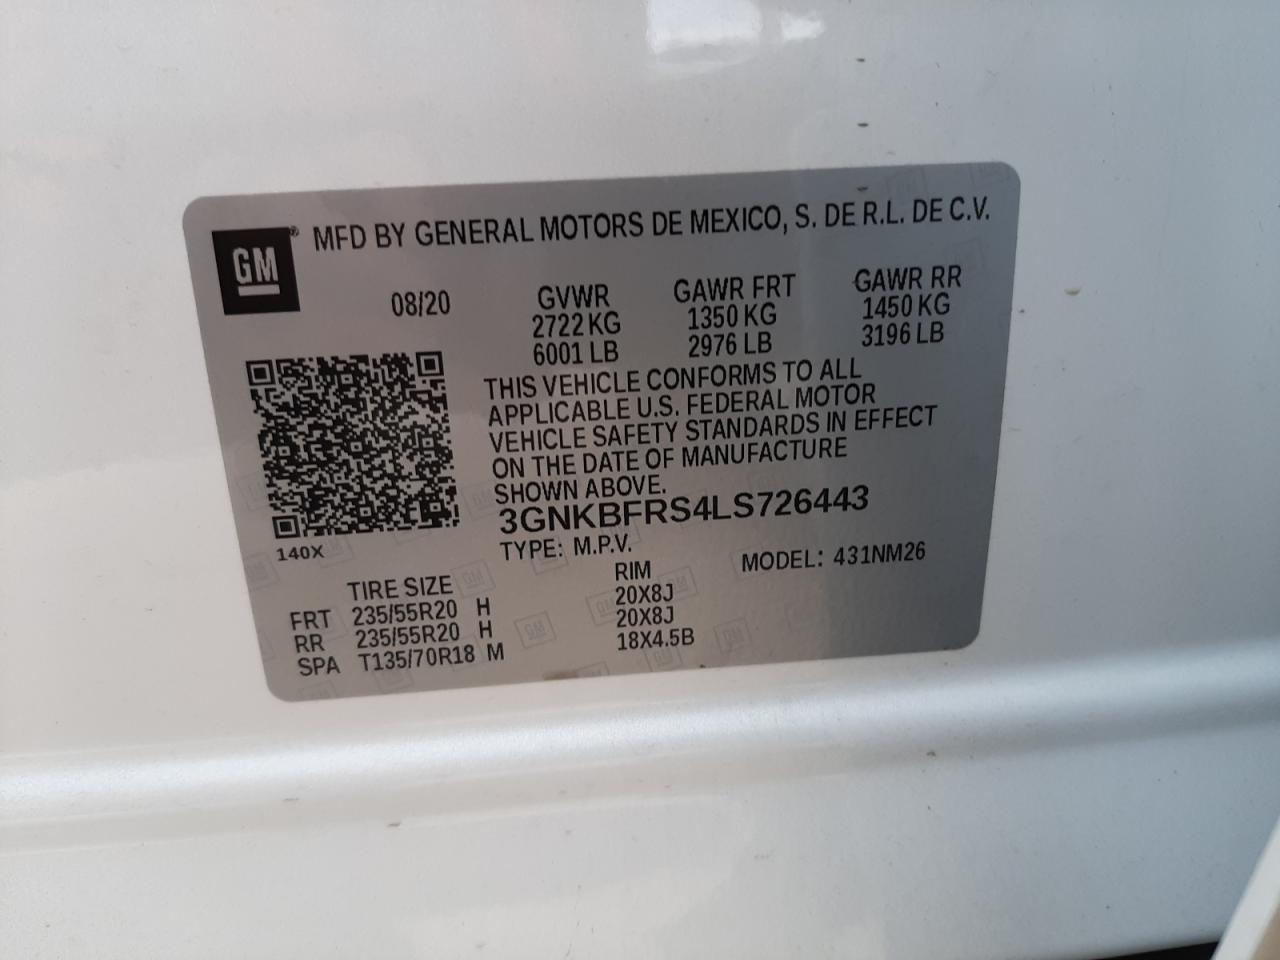 GM® MFD BY GENERAL MOTORS DE MEXICO, S. DE R.L. DE C.V.
08/20
GVWR GAWR FRT GAWR RR
2722 KG 1350 KG 1450 KG
6001 LB 2976 LB 3196 LB
THIS VEHICLE CONFORMS TO ALL
APPLICABLE U.S. FEDERAL MOTOR
VEHICLE SAFETY STANDARDS IN EFFECT
ON THE DATE OF MANUFACTURE
SHOWN ABOVE.
3GNKBFRS4LS726443
140X
TYPE: M.P.V. MODEL: 431NM26
TIRE SIZE RIM
FRT 235/55R20 H 20X8J
RR 235/55R20 H 20X8J
SPA T135/70R18 M 18X4.5B